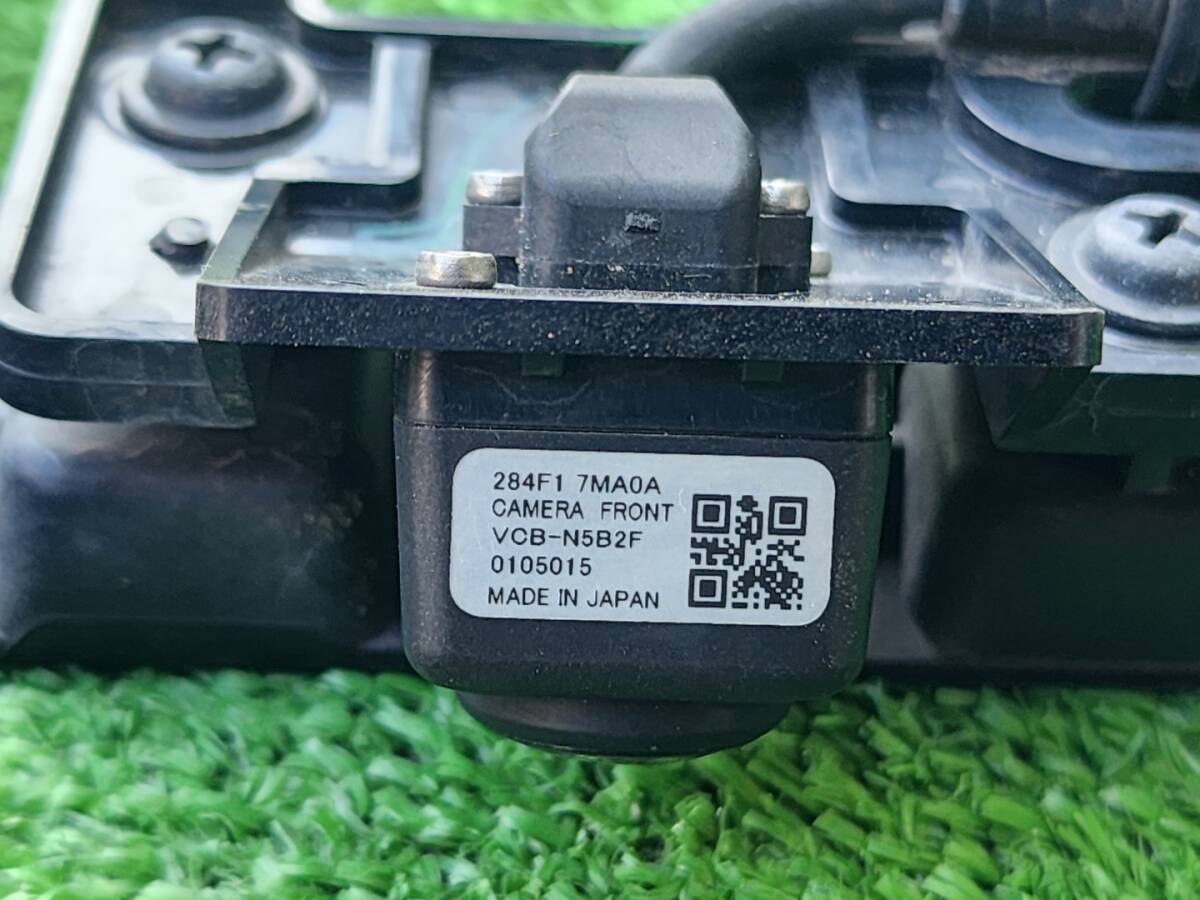 284F1 7MA0A
CAMERA FRONT
VCB-N5B2F
0105015
MADE IN JAPAN